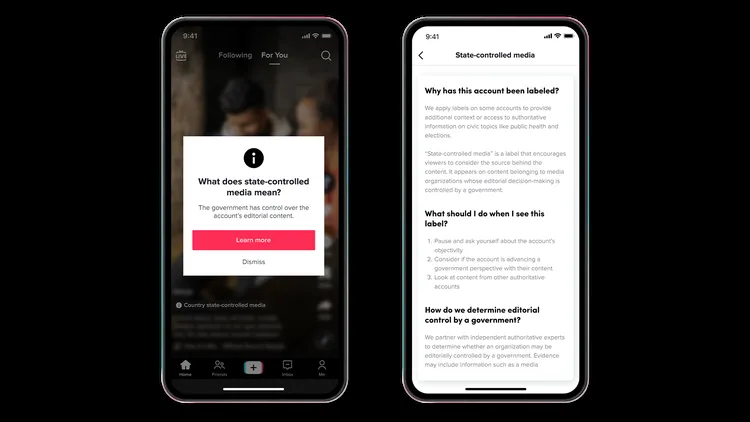 9:41
LIVE
Following For You
What does state-controlled
media mean?
The government has control over the
account's editorial content.
Learn more
Dismiss
Country state-controlled media
Home Friends Inbox Me
9:41
State-controlled media
Why has this account been labeled?
We apply labels on some accounts to provide
additional context or access to authoritative
information on civic topics like public health and
elections.
"State-controlled media" is a label that encourages
viewers to consider the source behind the
content. It appears on content belonging to media
organizations whose editorial decision-making is
controlled by a government.
What should I do when I see this
label?
1. Pause and ask yourself about the account's
objectivity
2. Consider if the account is advancing a
government perspective with their content
3. Look at content from other authoritative
accounts
How do we determine editorial
control by a government?
We partner with independent authoritative experts
to determine whether an organization may be
editorially controlled by a government. Evidence
may include information such as a media